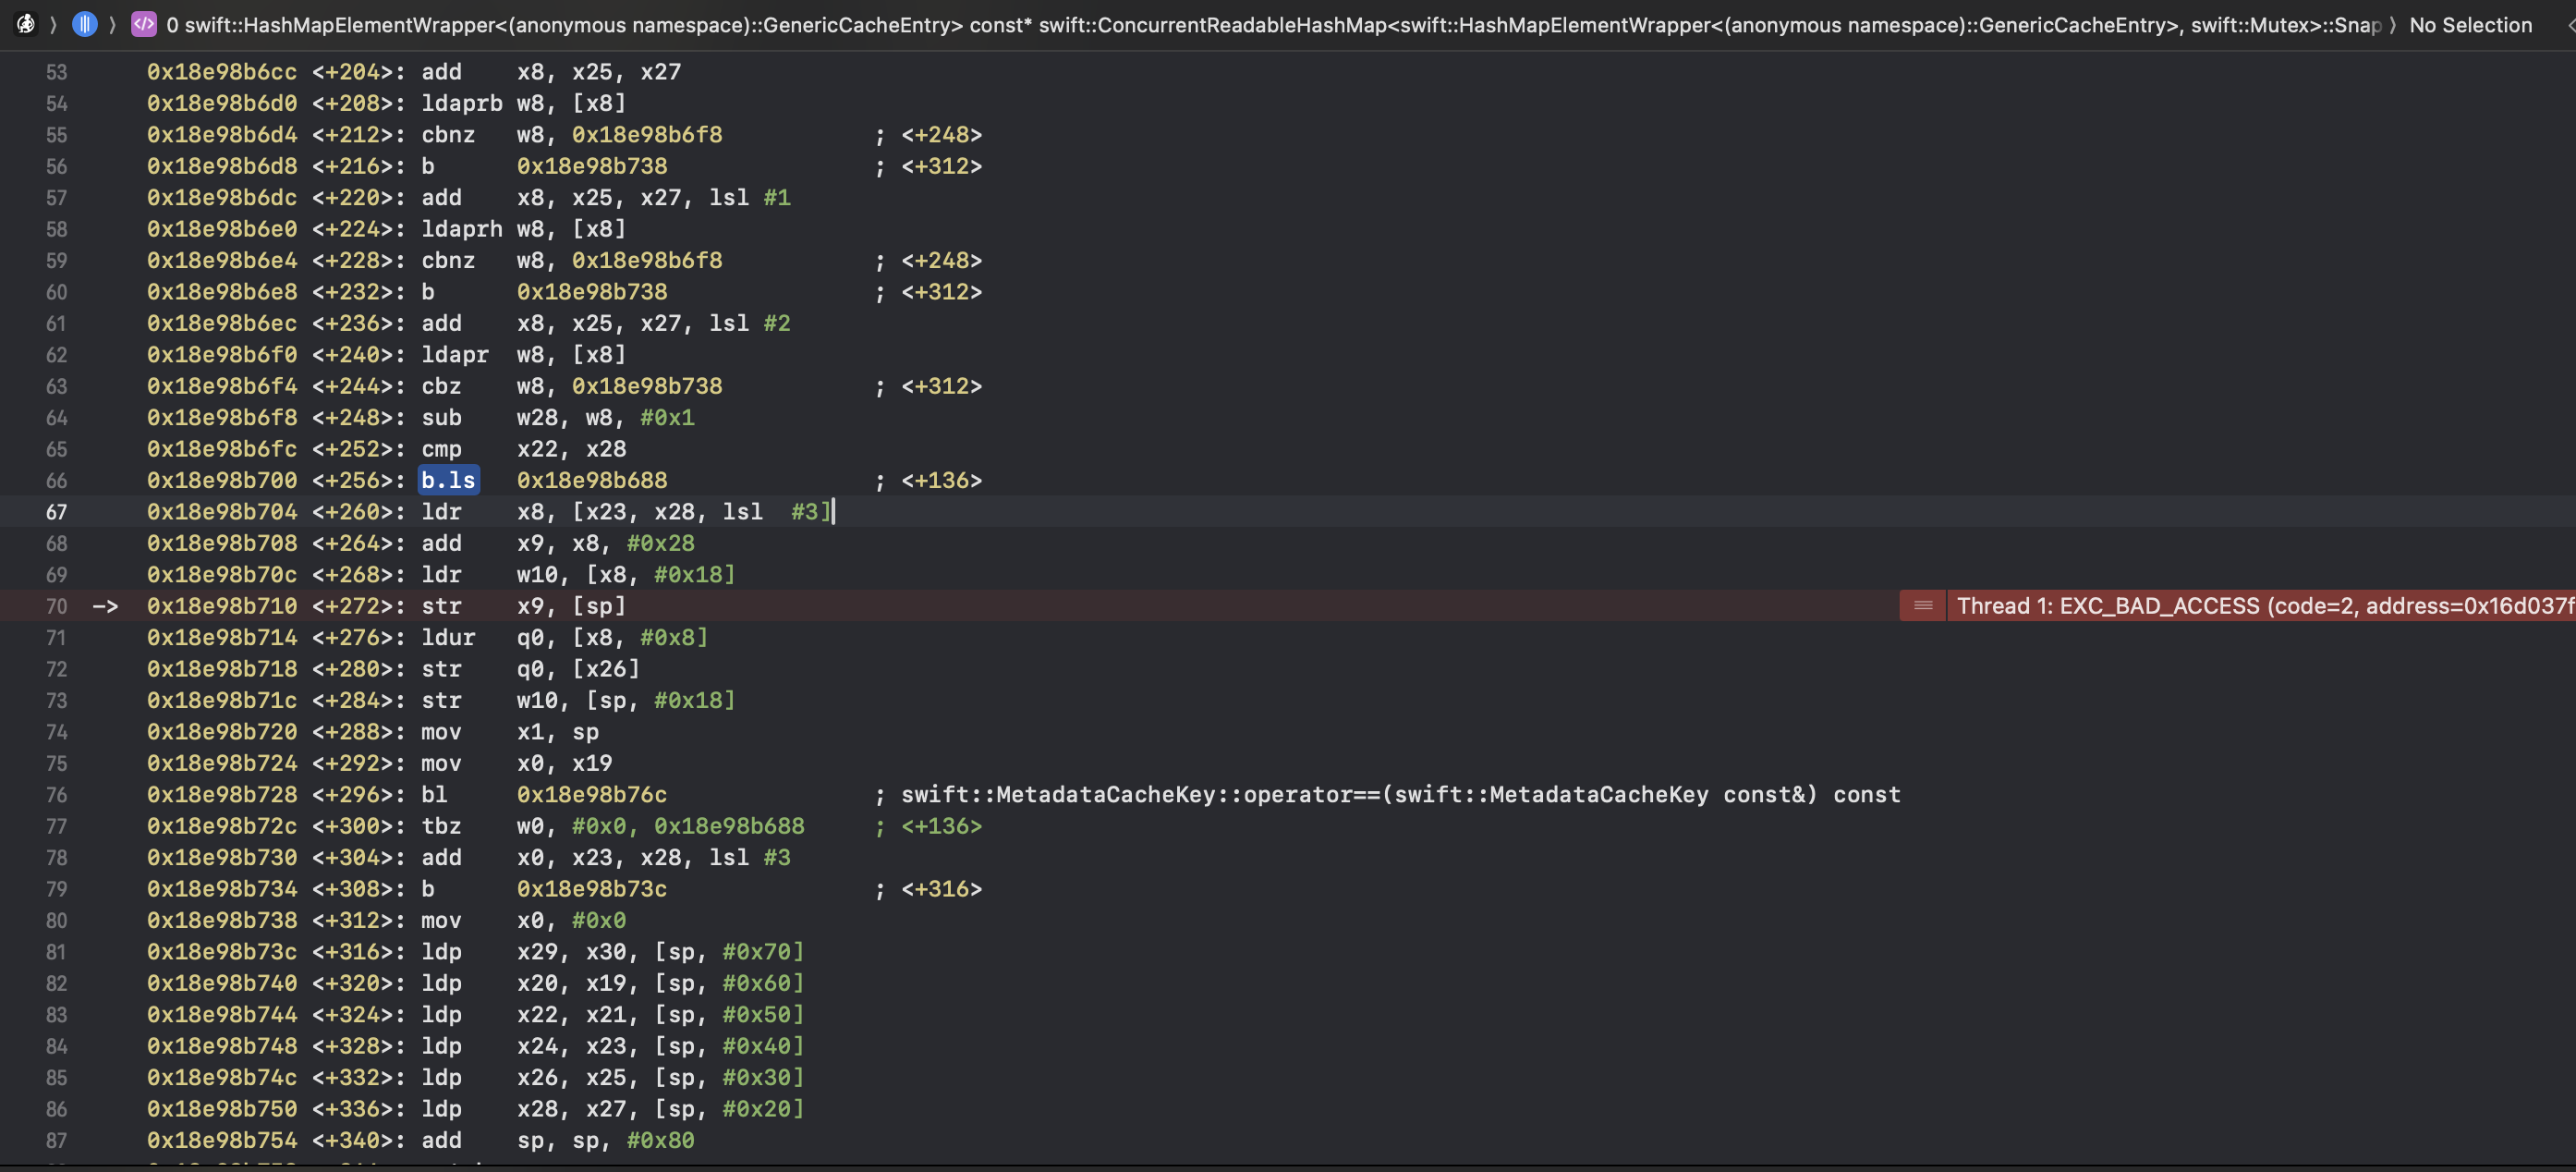 0 swift::HashMapElementWrapper<(anonymous namespace)::GenericCacheEntry> const* swift::ConcurrentReadableHashMap<swift::HashMapElementWrapper<(anonymous namespace)::GenericCacheEntry>, swift::Mutex>::Snap ⟩ No Selection
53 0x18e98b6cc <+204>: add x8, x25, x27
54 0x18e98b6d0 <+208>: ldaprb w8, [x8]
55 0x18e98b6d4 <+212>: cbnz w8, 0x18e98b6f8 ; <+248>
56 0x18e98b6d8 <+216>: b 0x18e98b738 ; <+312>
57 0x18e98b6dc <+220>: add x8, x25, x27, lsl #1
58 0x18e98b6e0 <+224>: ldaprh w8, [x8]
59 0x18e98b6e4 <+228>: cbnz w8, 0x18e98b6f8 ; <+248>
60 0x18e98b6e8 <+232>: b 0x18e98b738 ; <+312>
61 0x18e98b6ec <+236>: add x8, x25, x27, lsl #2
62 0x18e98b6f0 <+240>: ldapr w8, [x8]
63 0x18e98b6f4 <+244>: cbz w8, 0x18e98b738 ; <+312>
64 0x18e98b6f8 <+248>: sub w28, w8, #0x1
65 0x18e98b6fc <+252>: cmp x22, x28
66 0x18e98b700 <+256>: b.ls 0x18e98b688 ; <+136>
67 0x18e98b704 <+260>: ldr x8, [x23, x28, lsl #3]
68 0x18e98b708 <+264>: add x9, x8, #0x28
69 0x18e98b70c <+268>: ldr w10, [x8, #0x18]
70 -> 0x18e98b710 <+272>: str x9, [sp] Thread 1: EXC_BAD_ACCESS (code=2, address=0x16d037f
71 0x18e98b714 <+276>: ldur q0, [x8, #0x8]
72 0x18e98b718 <+280>: str q0, [x26]
73 0x18e98b71c <+284>: str w10, [sp, #0x18]
74 0x18e98b720 <+288>: mov x1, sp
75 0x18e98b724 <+292>: mov x0, x19
76 0x18e98b728 <+296>: bl 0x18e98b76c ; swift::MetadataCacheKey::operator==(swift::MetadataCacheKey const&) const
77 0x18e98b72c <+300>: tbz w0, #0x0, 0x18e98b688 ; <+136>
78 0x18e98b730 <+304>: add x0, x23, x28, lsl #3
79 0x18e98b734 <+308>: b 0x18e98b73c ; <+316>
80 0x18e98b738 <+312>: mov x0, #0x0
81 0x18e98b73c <+316>: ldp x29, x30, [sp, #0x70]
82 0x18e98b740 <+320>: ldp x20, x19, [sp, #0x60]
83 0x18e98b744 <+324>: ldp x22, x21, [sp, #0x50]
84 0x18e98b748 <+328>: ldp x24, x23, [sp, #0x40]
85 0x18e98b74c <+332>: ldp x26, x25, [sp, #0x30]
86 0x18e98b750 <+336>: ldp x28, x27, [sp, #0x20]
87 0x18e98b754 <+340>: add sp, sp, #0x80